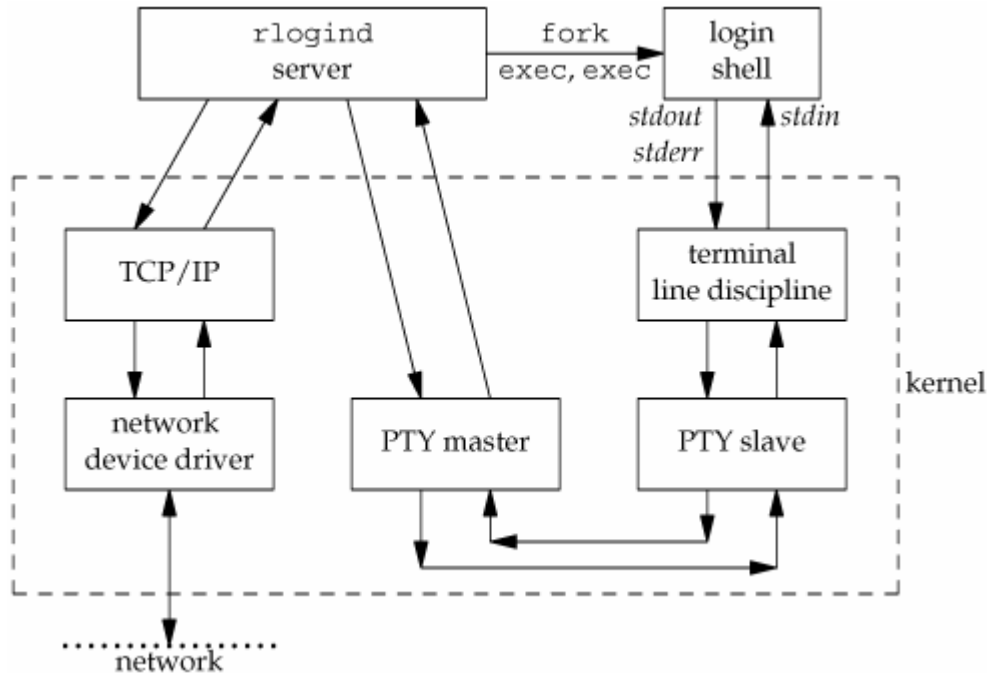 rlogind
server
fork
exec, exec
login
shell
stdout
stderr
stdin
TCP/IP
terminal
line discipline
kernel
network
device driver
PTY master
PTY slave
network